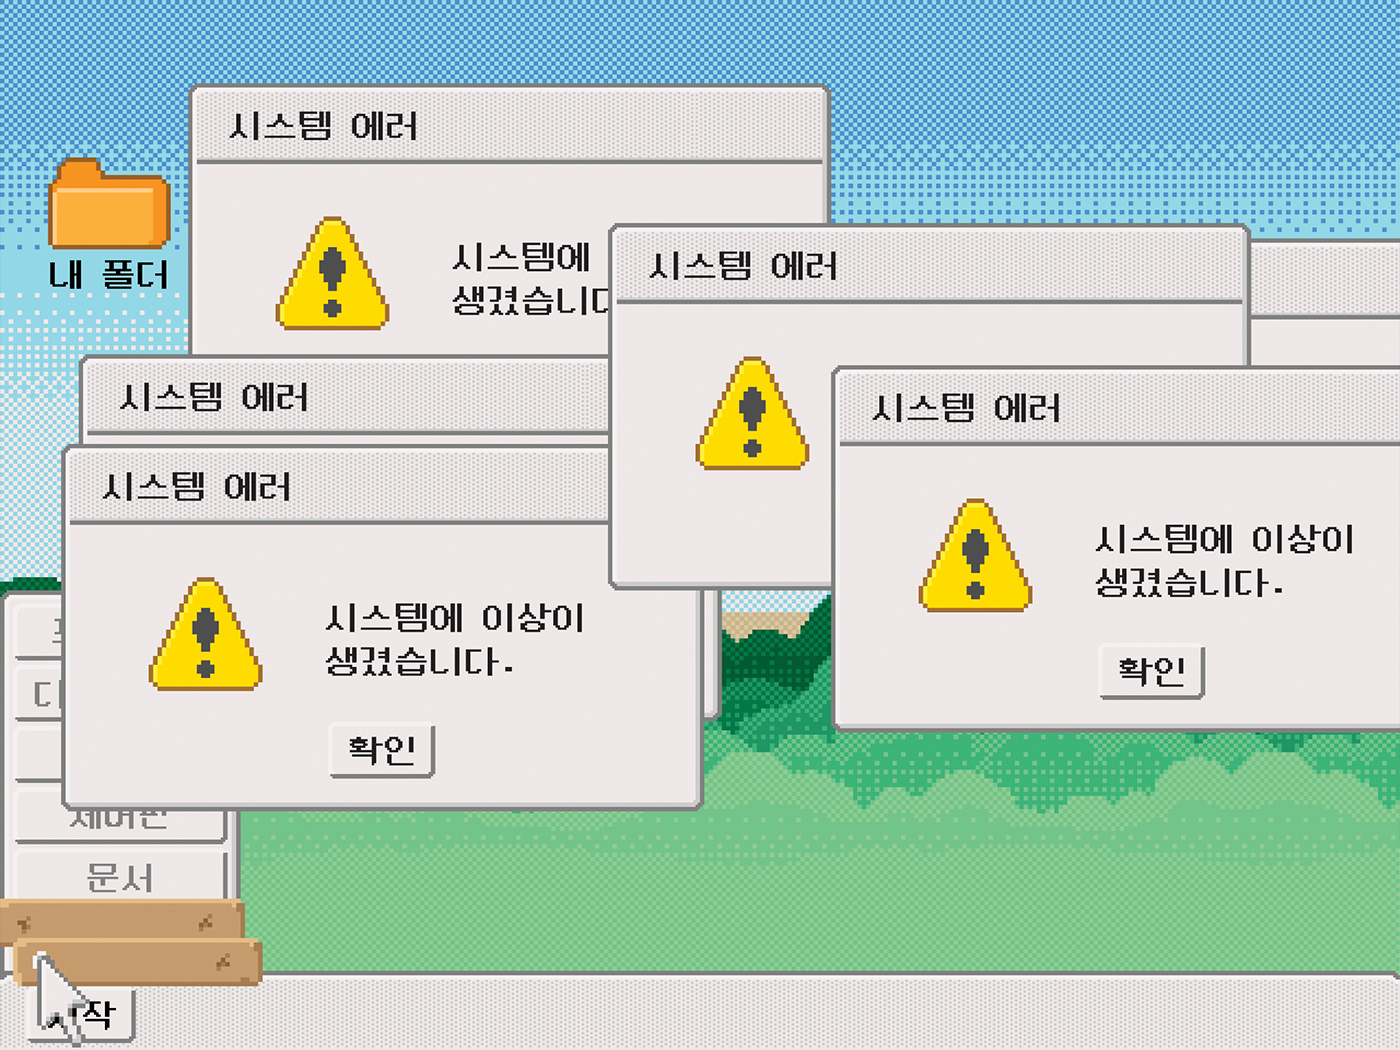 시스템 에러
시스템에
생겼습니다
내 폴더
시스템 에러
시스템 에러
시스템 에러
시스템에 이상이
생겼습니다.
확인
시스템 에러
시스템에 이상이
생겼습니다.
확인
제어판
문서